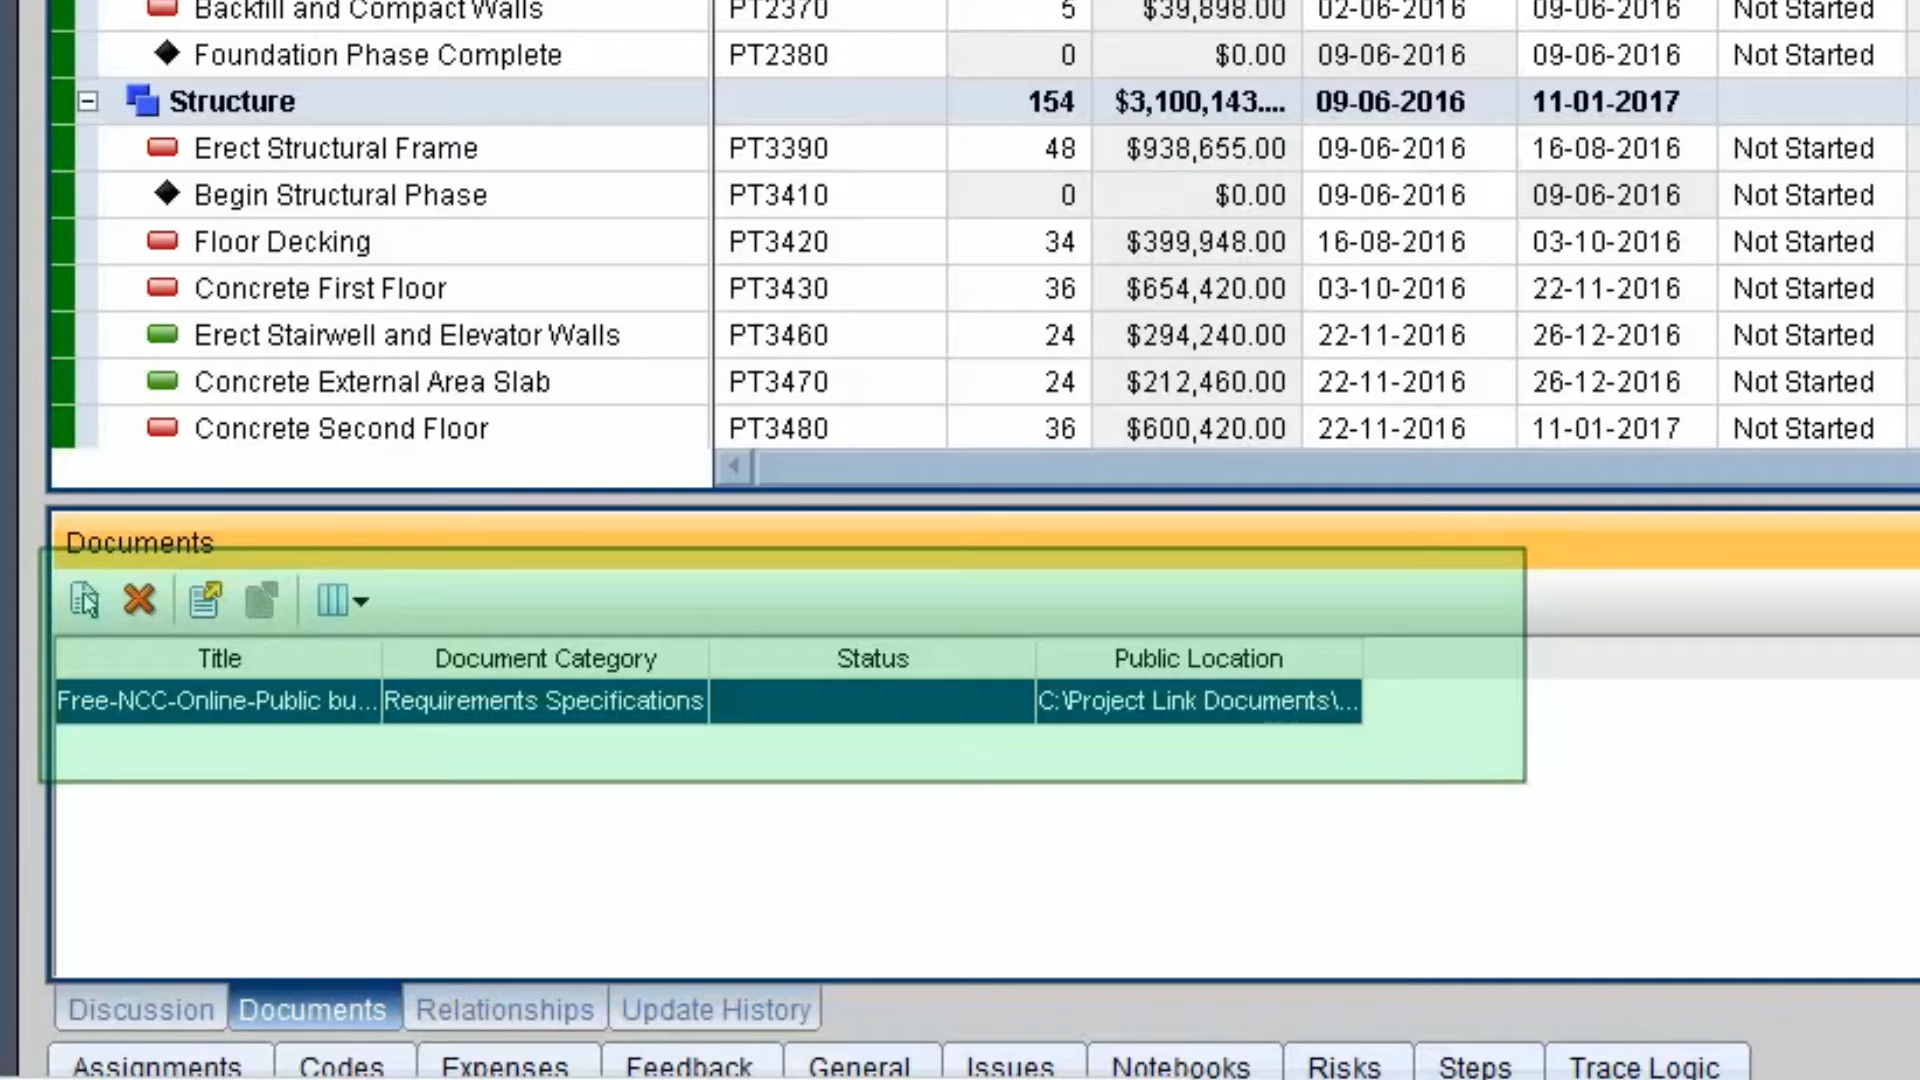 Backfill and Compact Walls PT2370 5 $39,898.00 02-06-2016 09-06-2016 Not Started
Foundation Phase Complete PT2380 0 $0.00 09-06-2016 09-06-2016 Not Started
Structure 154 $3,100,143.... 09-06-2016 11-01-2017
Erect Structural Frame PT3390 48 $938,655.00 09-06-2016 16-08-2016 Not Started
Begin Structural Phase PT3410 0 $0.00 09-06-2016 09-06-2016 Not Started
Floor Decking PT3420 34 $399,948.00 16-08-2016 03-10-2016 Not Started
Concrete First Floor PT3430 36 $654,420.00 03-10-2016 22-11-2016 Not Started
Erect Stairwell and Elevator Walls PT3460 24 $294,240.00 22-11-2016 26-12-2016 Not Started
Concrete External Area Slab PT3470 24 $212,460.00 22-11-2016 26-12-2016 Not Started
Concrete Second Floor PT3480 36 $600,420.00 22-11-2016 11-01-2017 Not Started
Documents
Title Document Category Status Public Location
Free-NCC-Online-Public bu... Requirements Specifications C:\Project Link Documents\...
Discussion Documents Relationships Update History
Assignments Codes Expenses Feedback General Issues Notebooks Risks Steps Trace Logic